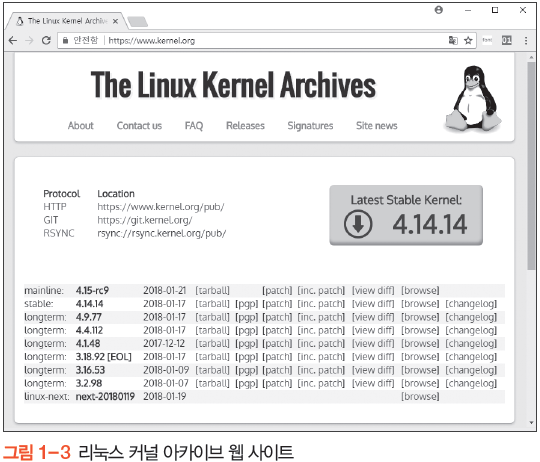 The Linux Kernel Archive
안전함 | https://www.kernel.org
The Linux Kernel Archives
About Contact us FAQ Releases Signatures Site news
Protocol Location
HTTP https://www.kernel.org/pub/
GIT https://git.kernel.org/
RSYNC rsync://rsync.kernel.org/pub/
Latest Stable Kernel:
4.14.14
mainline: 4.15-rc9 2018-01-21 [tarball] [patch] [inc. patch] [view diff] [browse]
stable: 4.14.14 2018-01-17 [tarball] [pgp] [patch] [inc. patch] [view diff] [browse] [changelog]
longterm: 4.9.77 2018-01-17 [tarball] [pgp] [patch] [inc. patch] [view diff] [browse] [changelog]
longterm: 4.4.112 2018-01-17 [tarball] [pgp] [patch] [inc. patch] [view diff] [browse] [changelog]
longterm: 4.1.48 2017-12-12 [tarball] [pgp] [patch] [inc. patch] [view diff] [browse] [changelog]
longterm: 3.18.92 [EOL] 2018-01-17 [tarball] [pgp] [patch] [inc. patch] [view diff] [browse] [changelog]
longterm: 3.16.53 2018-01-09 [tarball] [pgp] [patch] [inc. patch] [view diff] [browse] [changelog]
longterm: 3.2.98 2018-01-07 [tarball] [pgp] [patch] [inc. patch] [view diff] [browse] [changelog]
linux-next: next-20180119 2018-01-19 [browse]
그림 1-3 리눅스 커널 아카이브 웹 사이트